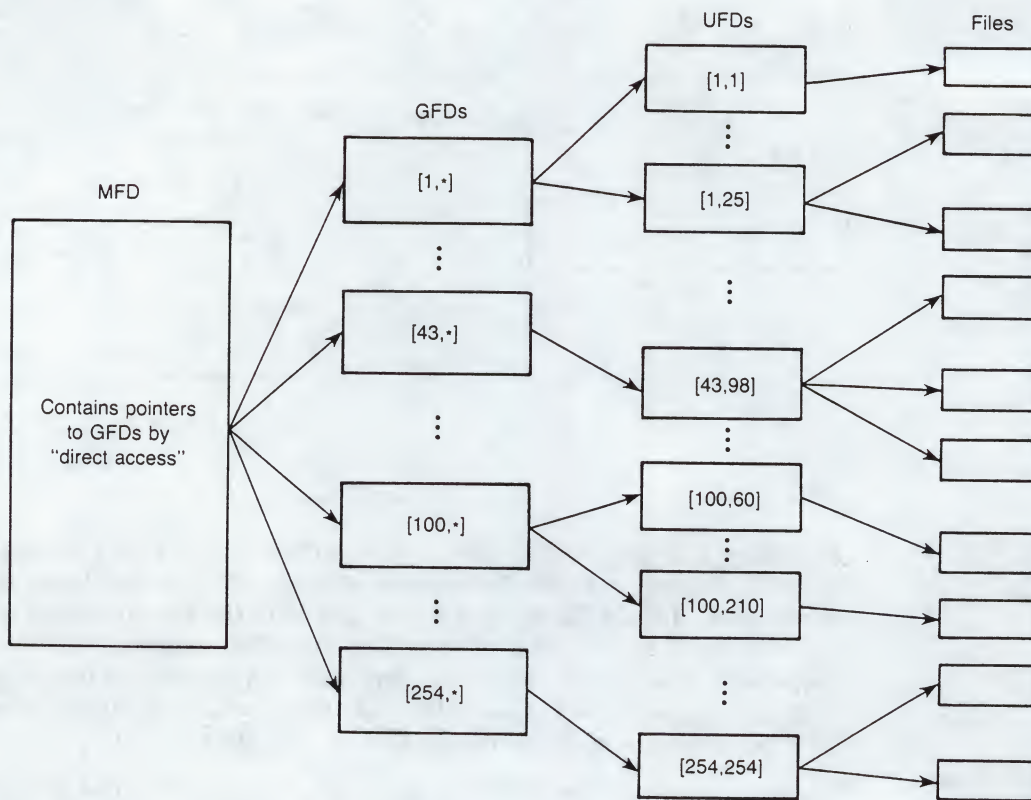 MFD
Contains pointers
to GFDs by
“direct access”
GFDs
[1,*]
[43,*]
[100,*]
[254,*]
UFDs
[1,1]
[1,25]
[43,98]
[100,60]
[100,210]
[254,254]
Files